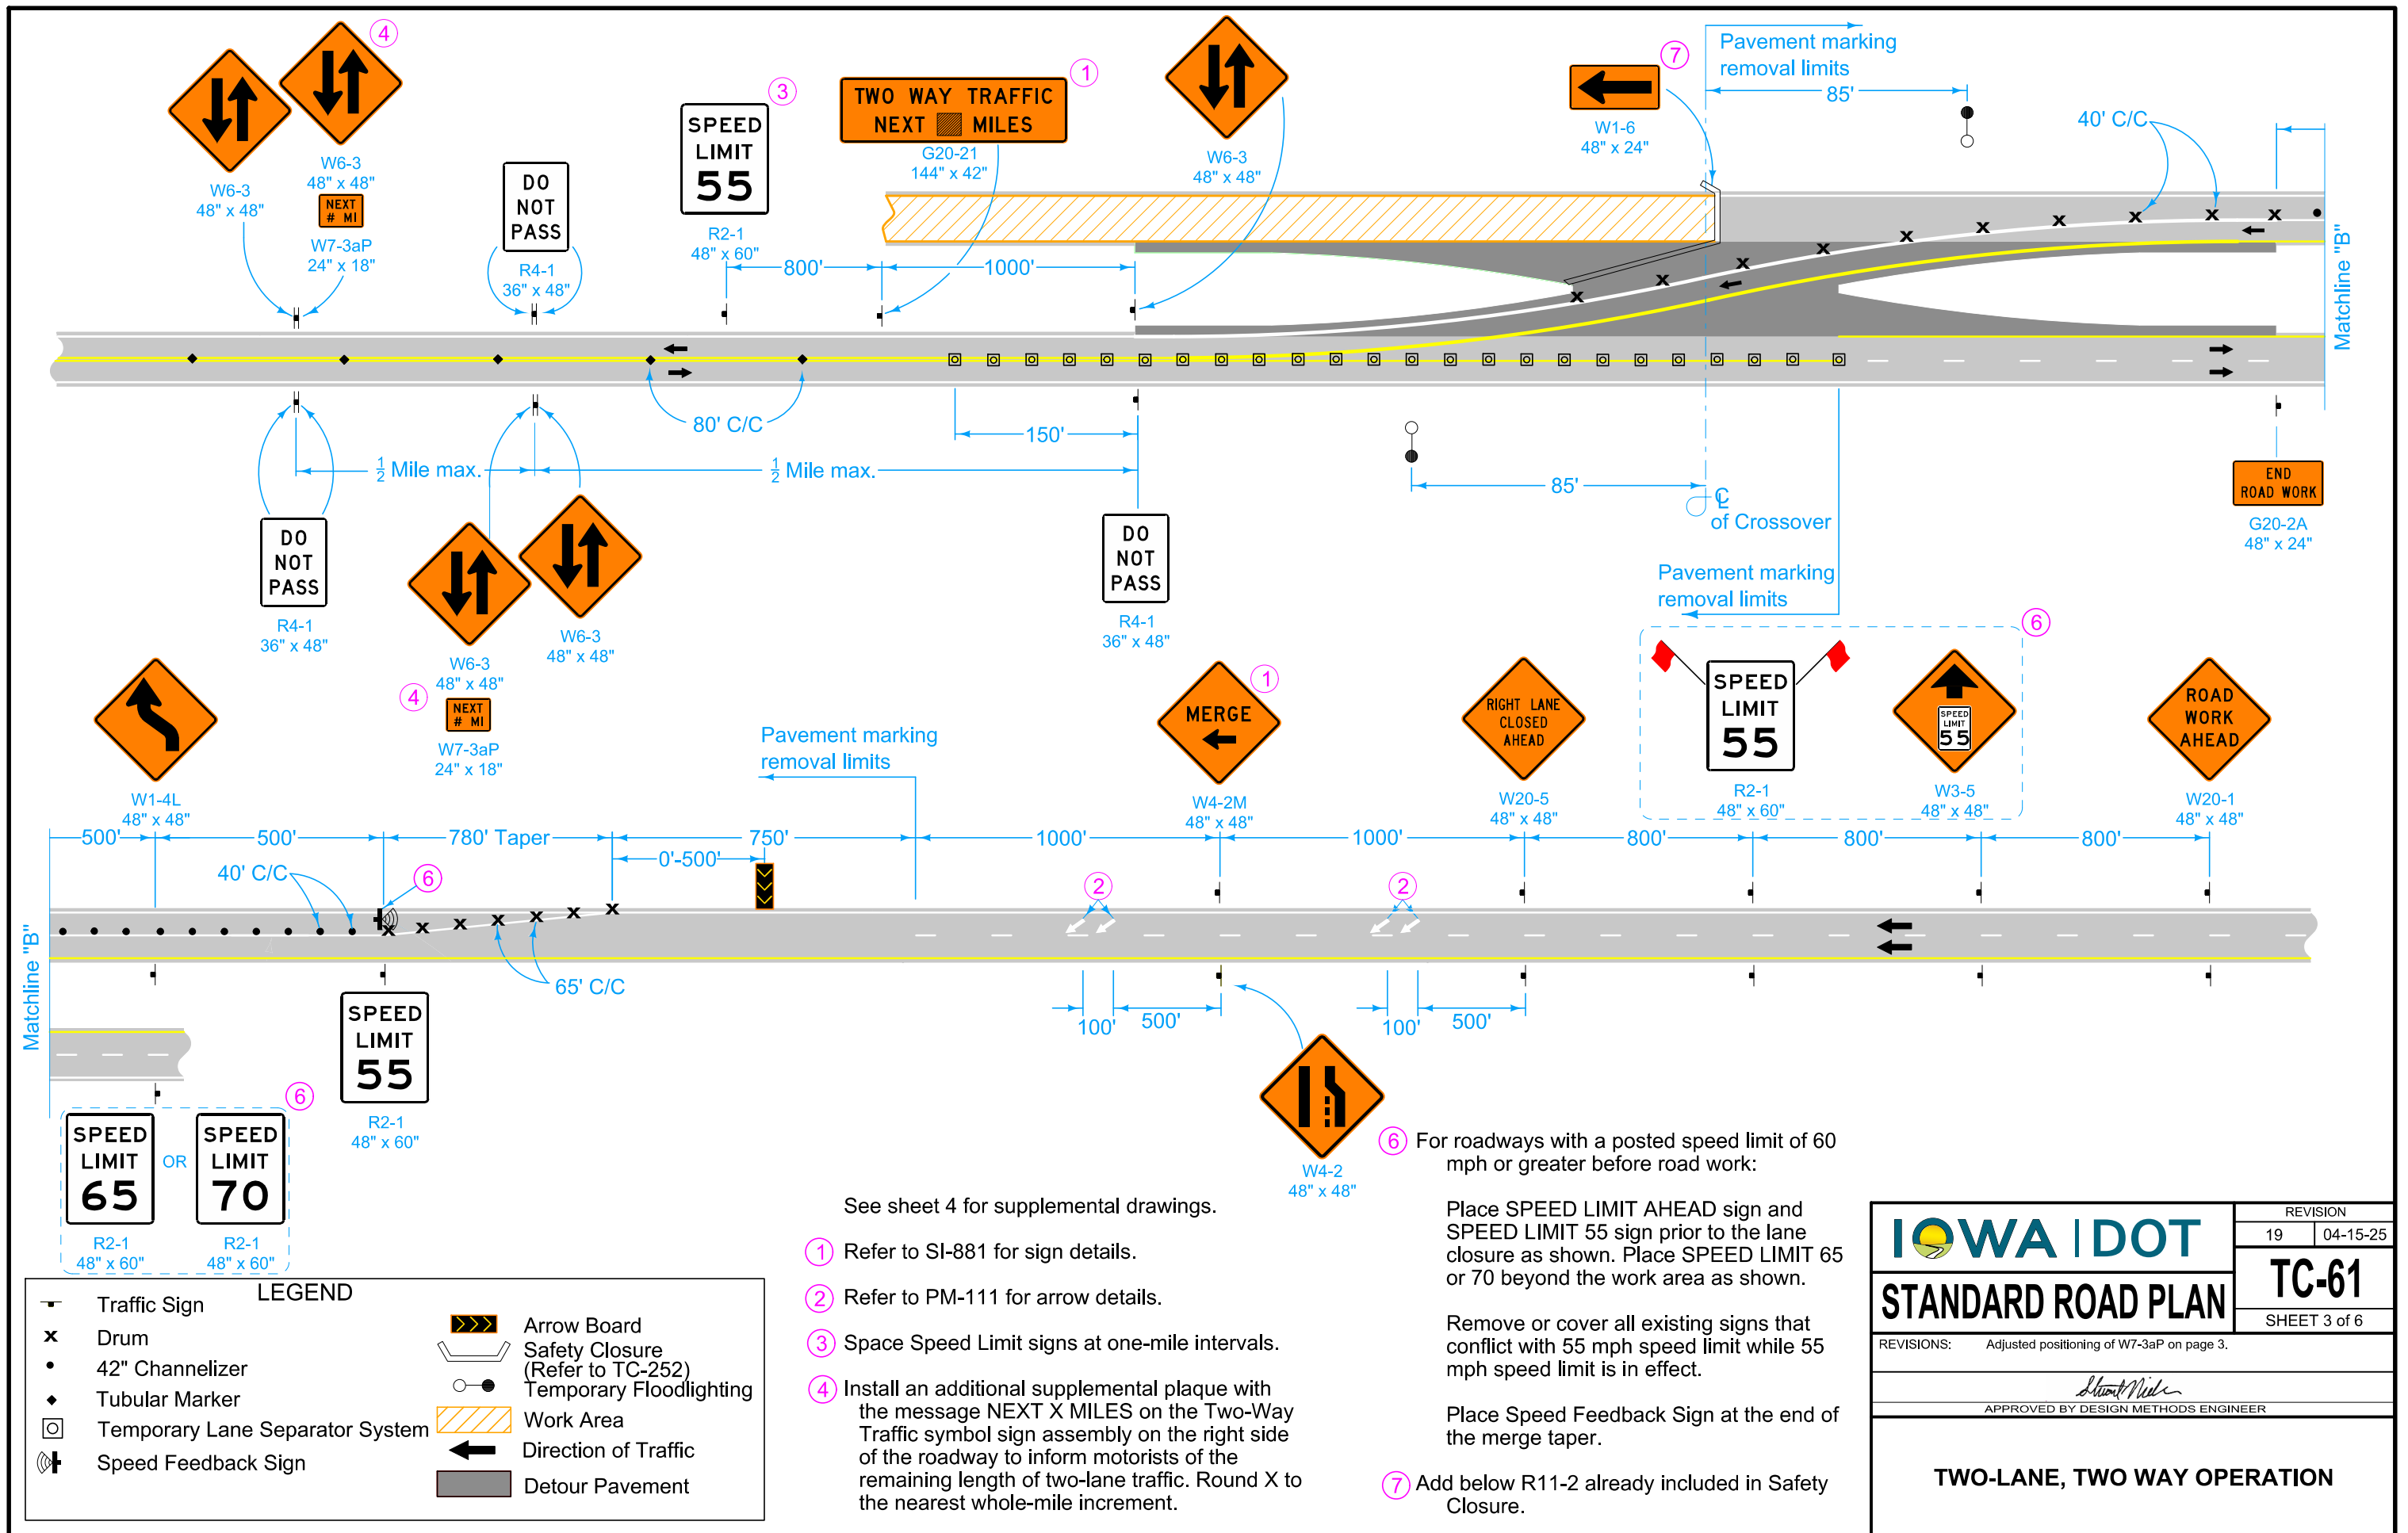 4
7
Pavement marking
removal limits
85'
3
1
TWO WAY TRAFFIC
NEXT MILES
G20-21
144" x 42"
SPEED
LIMIT
55
R2-1
48" x 60"
W6-3
48" x 48"
W6-3
48" x 48"
NEXT
# MI
W7-3aP
24" x 18"
DO
NOT
PASS
R4-1
36" x 48"
W6-3
48" x 48"
W1-6
48" x 24"
40' C/C
800'
1000'
Matchline "B"
80' C/C
150'
1/2 Mile max.
1/2 Mile max.
85'
CL
of Crossover
END
ROAD WORK
G20-2A
48" x 24"
DO
NOT
PASS
R4-1
36" x 48"
W6-3
48" x 48"
4
NEXT
# MI
W7-3aP
24" x 18"
W6-3
48" x 48"
DO
NOT
PASS
R4-1
36" x 48"
Pavement marking
removal limits
6
W1-4L
48" x 48"
Pavement marking
removal limits
1
MERGE
W4-2M
48" x 48"
RIGHT LANE
CLOSED
AHEAD
W20-5
48" x 48"
SPEED
LIMIT
55
R2-1
48" x 60"
SPEED
LIMIT
55
W3-5
48" x 48"
ROAD
WORK
AHEAD
W20-1
48" x 48"
500'
500'
780' Taper
750'
1000'
1000'
800'
800'
800'
0'-500'
40' C/C
6
2
2
Matchline "B"
65' C/C
100'
500'
100'
500'
SPEED
LIMIT
55
R2-1
48" x 60"
W4-2
48" x 48"
6
SPEED
LIMIT
65
R2-1
48" x 60"
OR
SPEED
LIMIT
70
R2-1
48" x 60"
LEGEND
Traffic Sign
Drum
42" Channelizer
Tubular Marker
Temporary Lane Separator System
Speed Feedback Sign
Arrow Board
Safety Closure
(Refer to TC-252)
Temporary Floodlighting
Work Area
Direction of Traffic
Detour Pavement
See sheet 4 for supplemental drawings.
1 Refer to SI-881 for sign details.
2 Refer to PM-111 for arrow details.
3 Space Speed Limit signs at one-mile intervals.
4 Install an additional supplemental plaque with
the message NEXT X MILES on the Two-Way
Traffic symbol sign assembly on the right side
of the roadway to inform motorists of the
remaining length of two-lane traffic. Round X to
the nearest whole-mile increment.
6 For roadways with a posted speed limit of 60
mph or greater before road work:
Place SPEED LIMIT AHEAD sign and
SPEED LIMIT 55 sign prior to the lane
closure as shown. Place SPEED LIMIT 65
or 70 beyond the work area as shown.
Remove or cover all existing signs that
conflict with 55 mph speed limit while 55
mph speed limit is in effect.
Place Speed Feedback Sign at the end of
the merge taper.
7 Add below R11-2 already included in Safety
Closure.
IOWA DOT
STANDARD ROAD PLAN
REVISION
19 04-15-25
TC-61
SHEET 3 of 6
REVISIONS: Adjusted positioning of W7-3aP on page 3.
APPROVED BY DESIGN METHODS ENGINEER
TWO-LANE, TWO WAY OPERATION